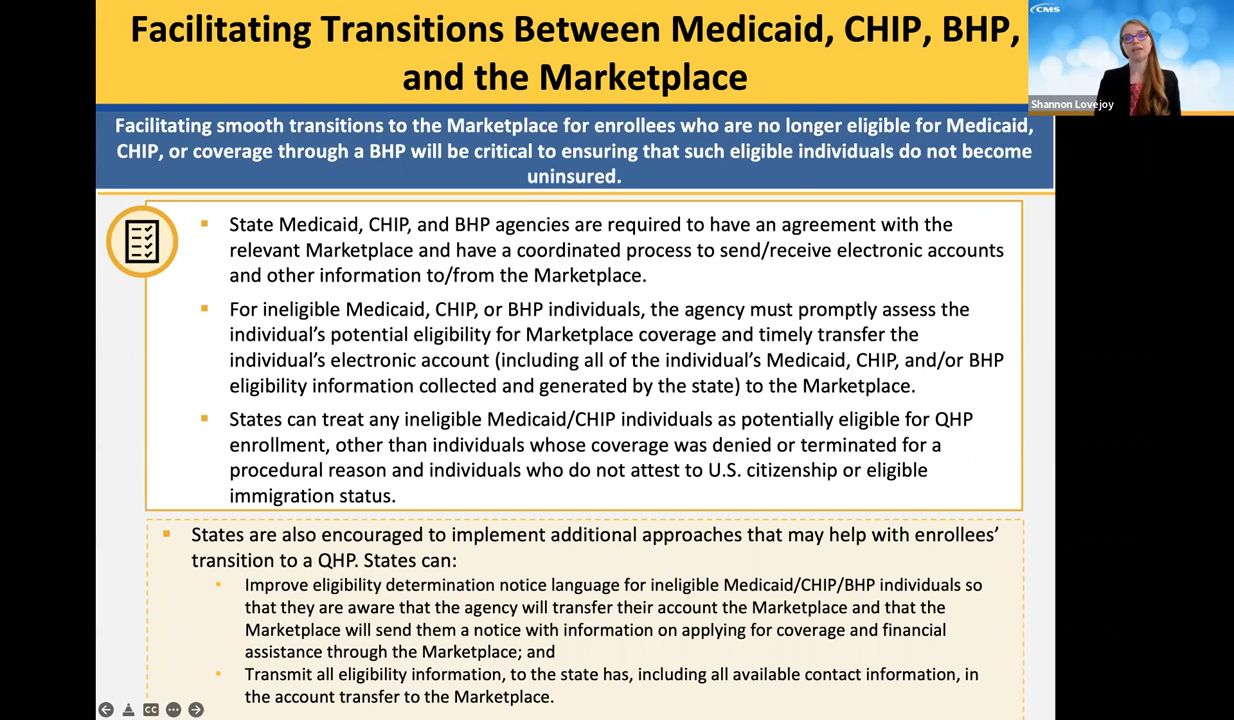 Facilitating Transitions Between Medicaid, CHIP, BHP,
and the Marketplace
CMS
Shannon Lovejoy
Facilitating smooth transitions to the Marketplace for enrollees who are no longer eligible for Medicaid,
CHIP, or coverage through a BHP will be critical to ensuring that such eligible individuals do not become
uninsured.
▪ State Medicaid, CHIP, and BHP agencies are required to have an agreement with the
relevant Marketplace and have a coordinated process to send/receive electronic accounts
and other information to/from the Marketplace.
▪ For ineligible Medicaid, CHIP, or BHP individuals, the agency must promptly assess the
individual's potential eligibility for Marketplace coverage and timely transfer the
individual's electronic account (including all of the individual's Medicaid, CHIP, and/or BHP
eligibility information collected and generated by the state) to the Marketplace.
▪ States can treat any ineligible Medicaid/CHIP individuals as potentially eligible for QHP
enrollment, other than individuals whose coverage was denied or terminated for a
procedural reason and individuals who do not attest to U.S. citizenship or eligible
immigration status.
▪ States are also encouraged to implement additional approaches that may help with enrollees'
transition to a QHP. States can:
• Improve eligibility determination notice language for ineligible Medicaid/CHIP/BHP individuals so
that they are aware that the agency will transfer their account the Marketplace and that the
Marketplace will send them a notice with information on applying for coverage and financial
assistance through the Marketplace; and
• Transmit all eligibility information, to the state has, including all available contact information, in
the account transfer to the Marketplace.
CC